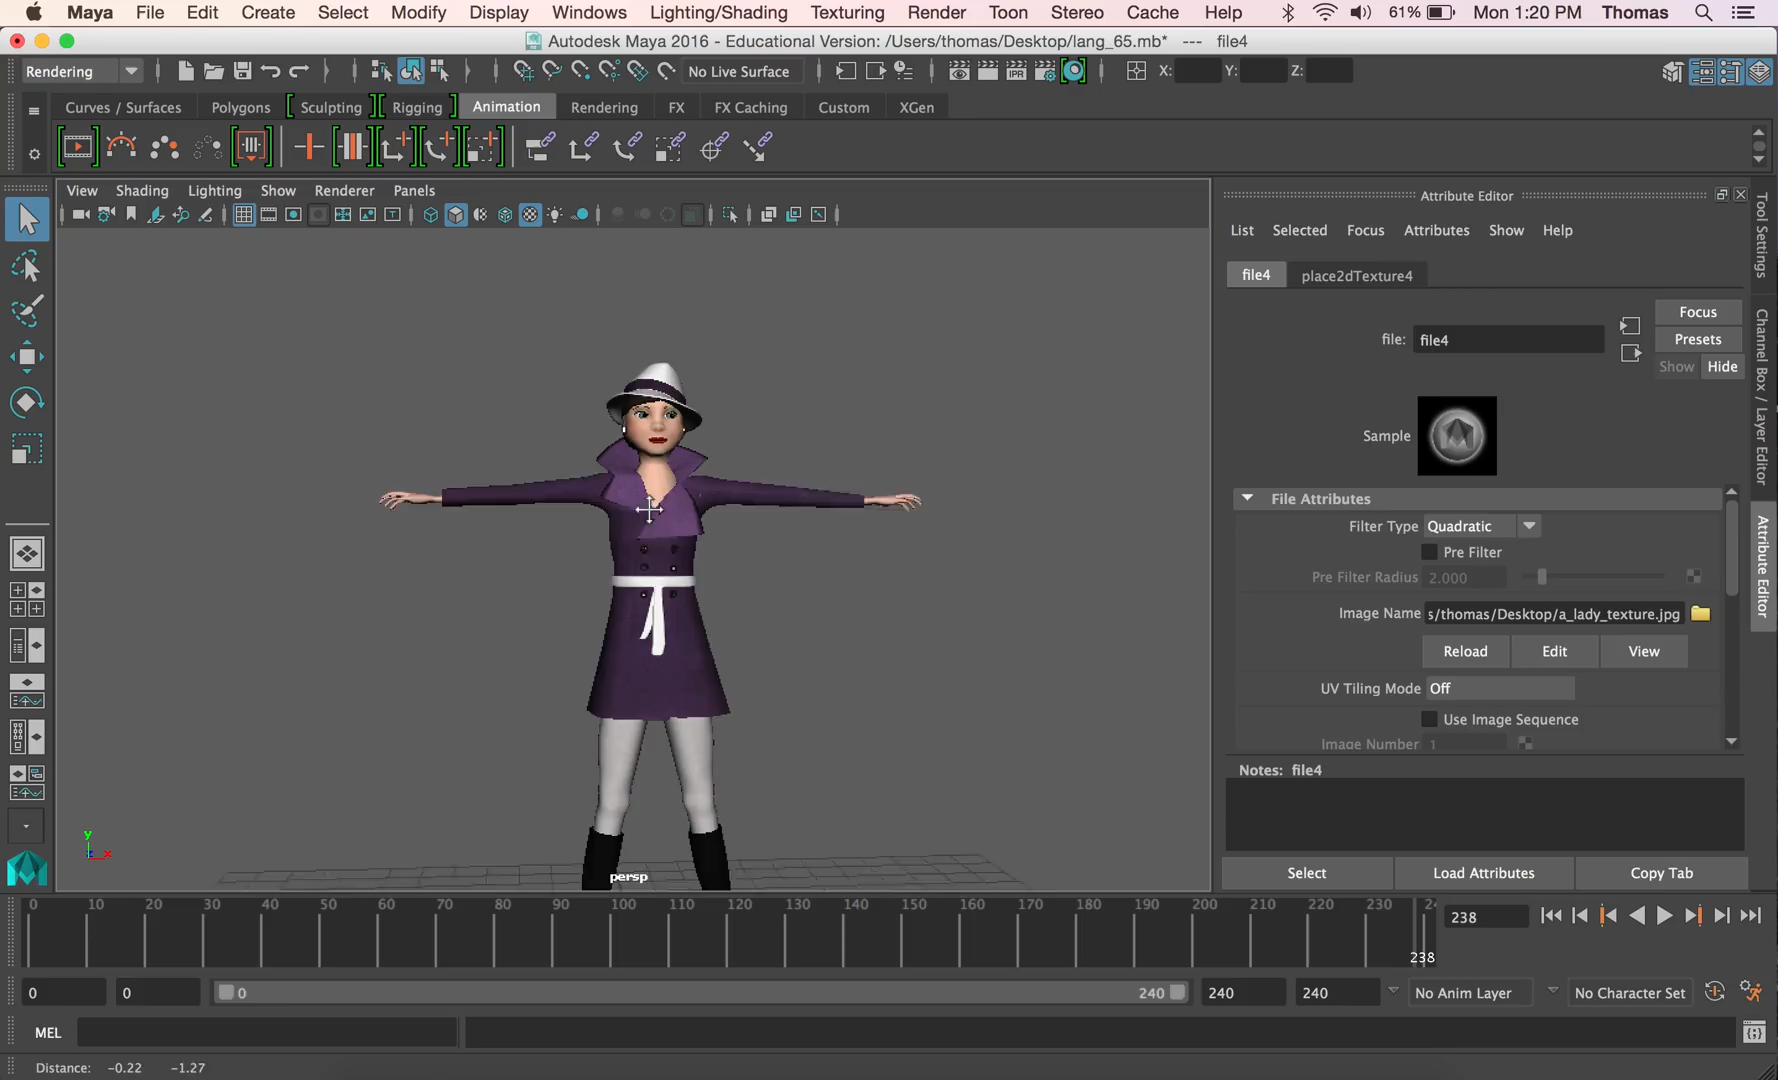 Maya File Edit Create Select Modify Display Windows Lighting/Shading Texturing Render Toon Stereo Cache Help 61% Mon 1:20 PM Thomas
Autodesk Maya 2016 - Educational Version: /Users/thomas/Desktop/lang_65.mb* --- file4
Rendering No Live Surface IPR X: Y: Z:
Curves / Surfaces Polygons Sculpting Rigging Animation Rendering FX FX Caching Custom XGen
View Shading Lighting Show Renderer Panels
Attribute Editor
List Selected Focus Attributes Show Help
file4 place2dTexture4
file: file4
Focus
Presets
Show Hide
Sample
File Attributes
Filter Type Quadratic
Pre Filter
Pre Filter Radius 2.000
Image Name s/thomas/Desktop/a_lady_texture.jpg
Reload Edit View
UV Tiling Mode Off
Use Image Sequence
Image Number 1
Notes: file4
Select Load Attributes Copy Tab
Tool Settings
Channel Box / Layer Editor
Attribute Editor
y
x
persp
0 10 20 30 40 50 60 70 80 90 100 110 120 130 140 150 160 170 180 190 200 210 220 230 24
238
238
0 0 0 240 240 240 No Anim Layer No Character Set
MEL
Distance: -0.22 -1.27